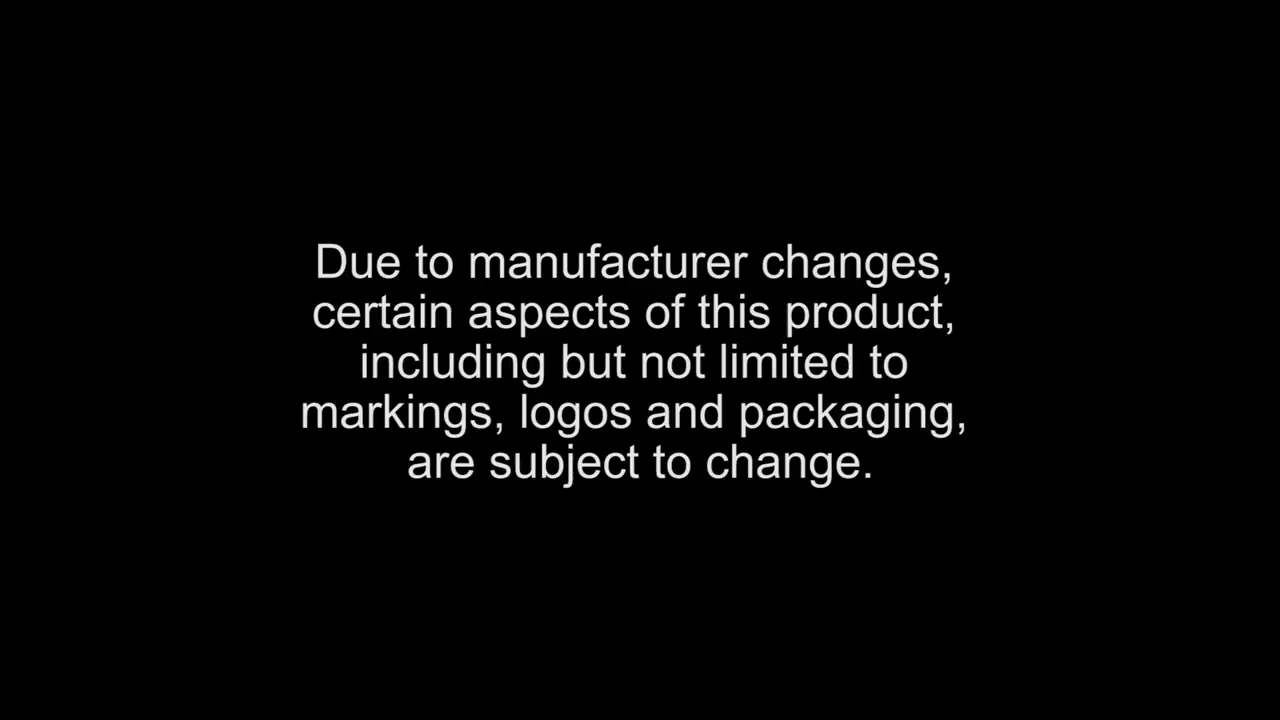 Due to manufacturer changes,
certain aspects of this product,
including but not limited to
markings, logos and packaging,
are subject to change.